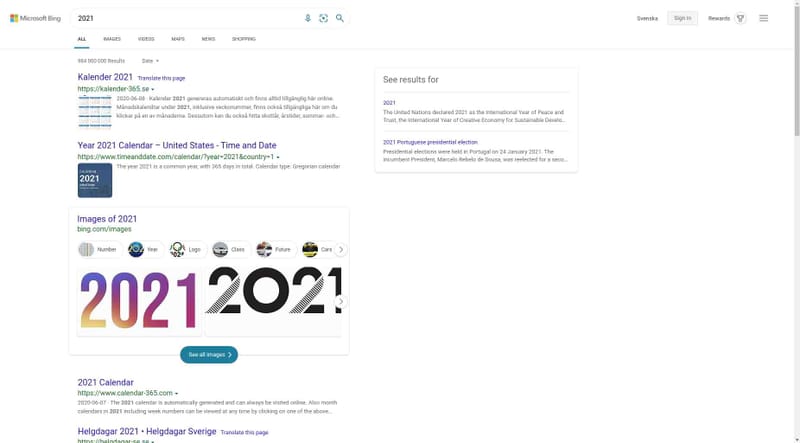 Microsoft Bing
2021
Svenska
Sign in
Rewards
ALL
IMAGES
VIDEOS
MAPS
NEWS
SHOPPING
984 000 000 Results
Date
Kalender 2021 Translate this page
https://kalender-365.se
2020-06-08 · Kalender 2021 genereras automatiskt och finns alltid tillgänglig här online.
Månadskalendrar under 2021, inklusive veckonummer, finns också tillgängliga här om du
klickar på en av månaderna. Dessutom kan du också hitta skottår, årstider, sommar- och...
Year 2021 Calendar – United States - Time and Date
https://www.timeanddate.com/calendar/?year=2021&country=1
2021
The year 2021 is a common year, with 365 days in total. Calendar type: Gregorian calendar
Images of 2021
bing.com/images
Number
Year
Logo
Class
Future
Cars
2021
2021
See all images
2021 Calendar
https://www.calendar-365.com
2020-06-07 · The 2021 calendar is automatically generated and can always be visited online. Also month
calendars in 2021 including week numbers can be viewed at any time by clicking on one of the above...
Helgdagar 2021 • Helgdagar Sverige Translate this page
https://helgdagar-se.se
See results for
2021
The United Nations declared 2021 as the International Year of Peace and
Trust, the International Year of Creative Economy for Sustainable Develo...
2021 Portuguese presidential election
Presidential elections were held in Portugal on 24 January 2021. The
incumbent President, Marcelo Rebelo de Sousa, was reelected for a seco...